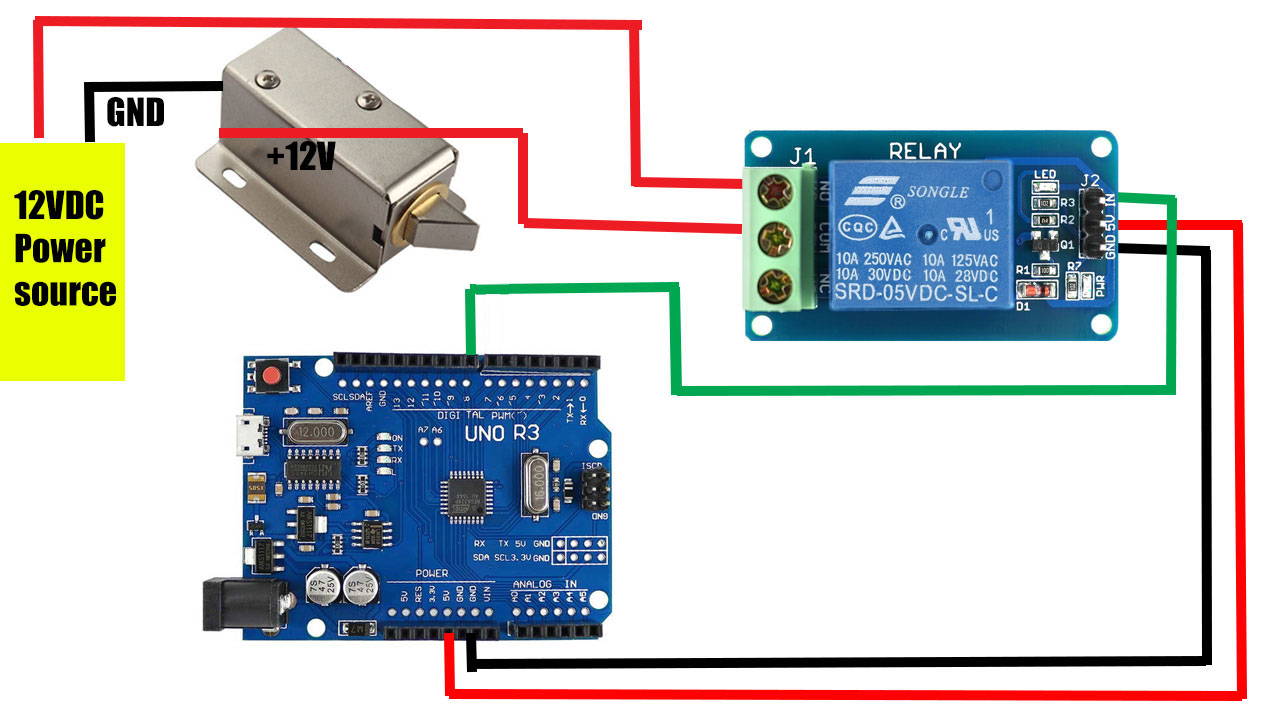 GND
+12V
12VDC
Power
source
J1
RELAY
NO
COM
NC
SONGLE
®
CQC
C US
1
10A 250VAC 10A 125VAC
10A 30VDC 10A 28VDC
SRD-05VDC-SL-C
LED
R3
R2
Q1
R1
R7
D1
PWR
J2
IN
5V
GND
SCL SDA AREF GND 13 12 ~11 ~10 ~9 8 7 ~6 ~5 4 ~3 2 TX→1 RX←0
DIGITAL PWM(~)
UNO R3
A7 A6
ON
TX
RX
L
12.000
16.000
ISCP
GND
RX TX 5V GND
SDA SCL 3.3V GND
AMS1117
7S
47
25V
7S
47
25V
M7
POWER
5V RES 3.3V 5V GND GND VIN
ANALOG IN
A0 A1 A2 A3 A4 A5